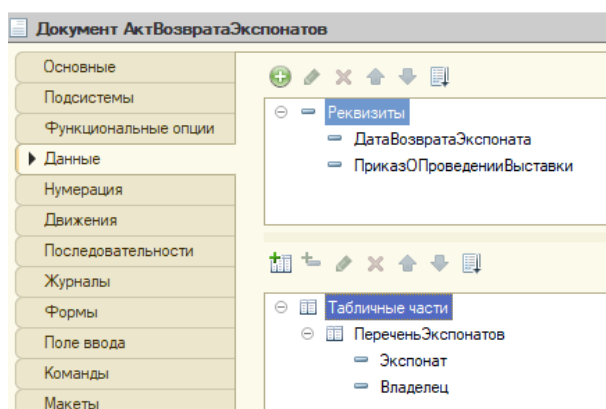 Документ АктВозвратаЭкспонатов
Основные
Подсистемы
Функциональные опции
Данные
Нумерация
Движения
Последовательности
Журналы
Формы
Поле ввода
Команды
Макеты
Реквизиты
ДатаВозвратаЭкспоната
ПриказОПроведенииВыставки
Табличные части
ПереченьЭкспонатов
Экспонат
Владелец